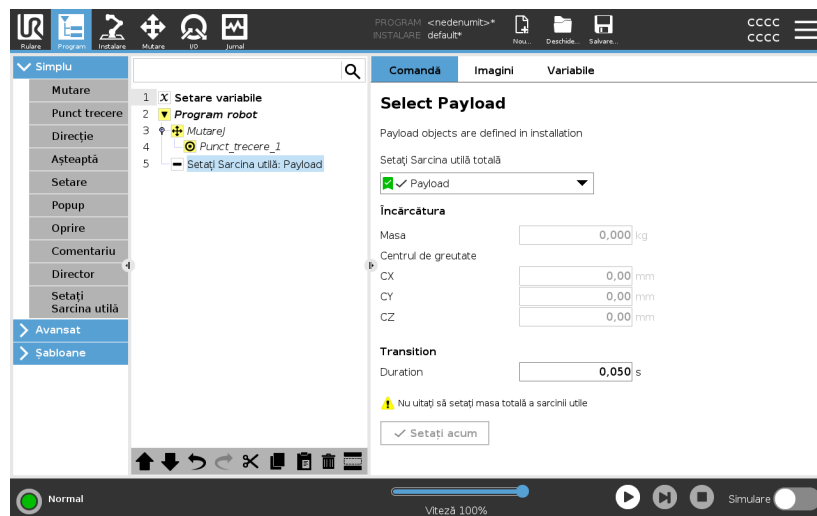 UR
Rulare
Program
Instalare
Mutare
I/O
Jurnal
PROGRAM <nedenumit>*
INSTALARE default*
Nou...
Deschide...
Salvare...
CCCC
CCCC
Simplu
Mutare
Punct trecere
Direcție
Așteaptă
Setare
Popup
Oprire
Comentariu
Director
Setați
Sarcina utilă
Avansat
Șabloane
1 X Setare variabile
2 Program robot
3 MutareJ
4 Punct_trecere_1
5 Setați Sarcina utilă: Payload
Comandă Imagini Variabile
Select Payload
Payload objects are defined in installation
Setați Sarcina utilă totală
Payload
Încărcătura
Masa 0,000 kg
Centrul de greutate
CX 0,00 mm
CY 0,00 mm
CZ 0,00 mm
Transition
Duration 0,050 s
Nu uitați să setați masa totală a sarcinii utile
Setați acum
Normal
Viteză 100%
Simulare